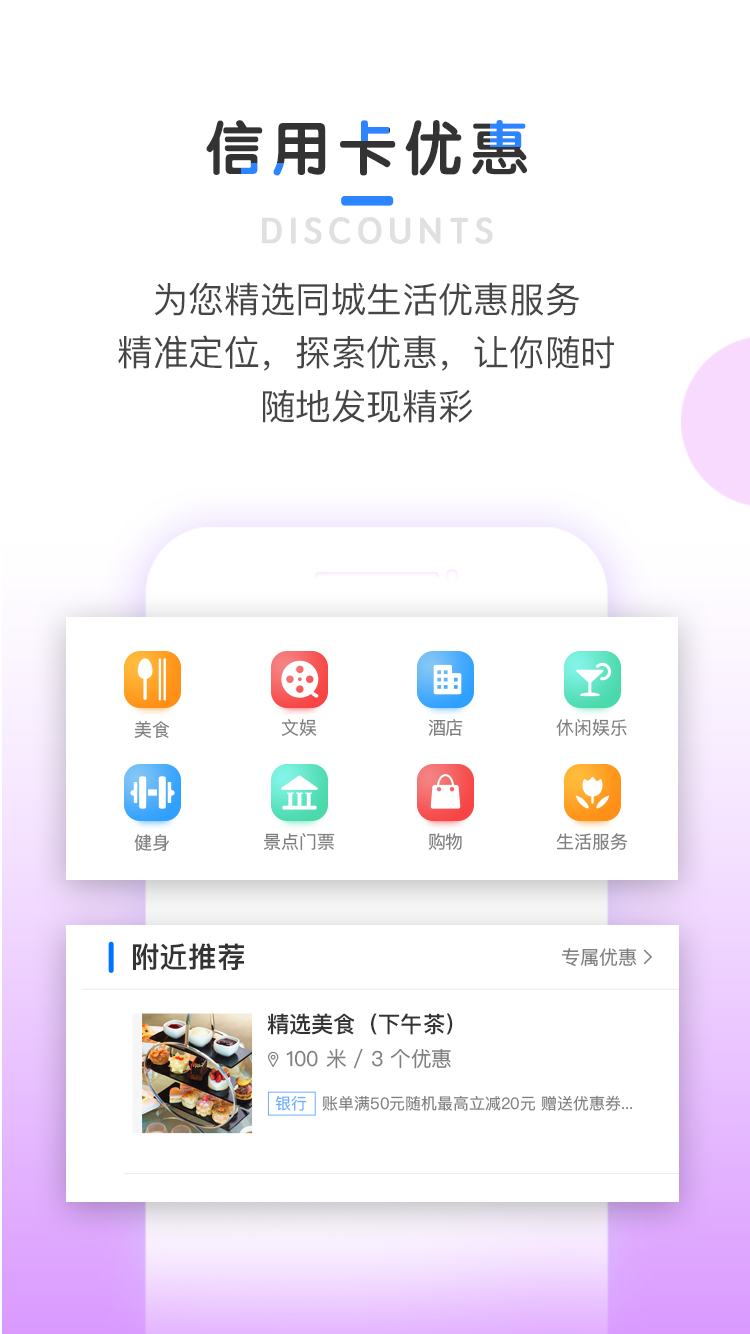 信用卡优惠
DISCOUNTS
为您精选同城生活优惠服务
精准定位，探索优惠，让你随时
随地发现精彩
美食 文娱 酒店 休闲娱乐
健身 景点门票 购物 生活服务
附近推荐 专属优惠
精选美食（下午茶）
100 米 / 3 个优惠
银行 账单满50元随机最高立减20元 赠送优惠券...